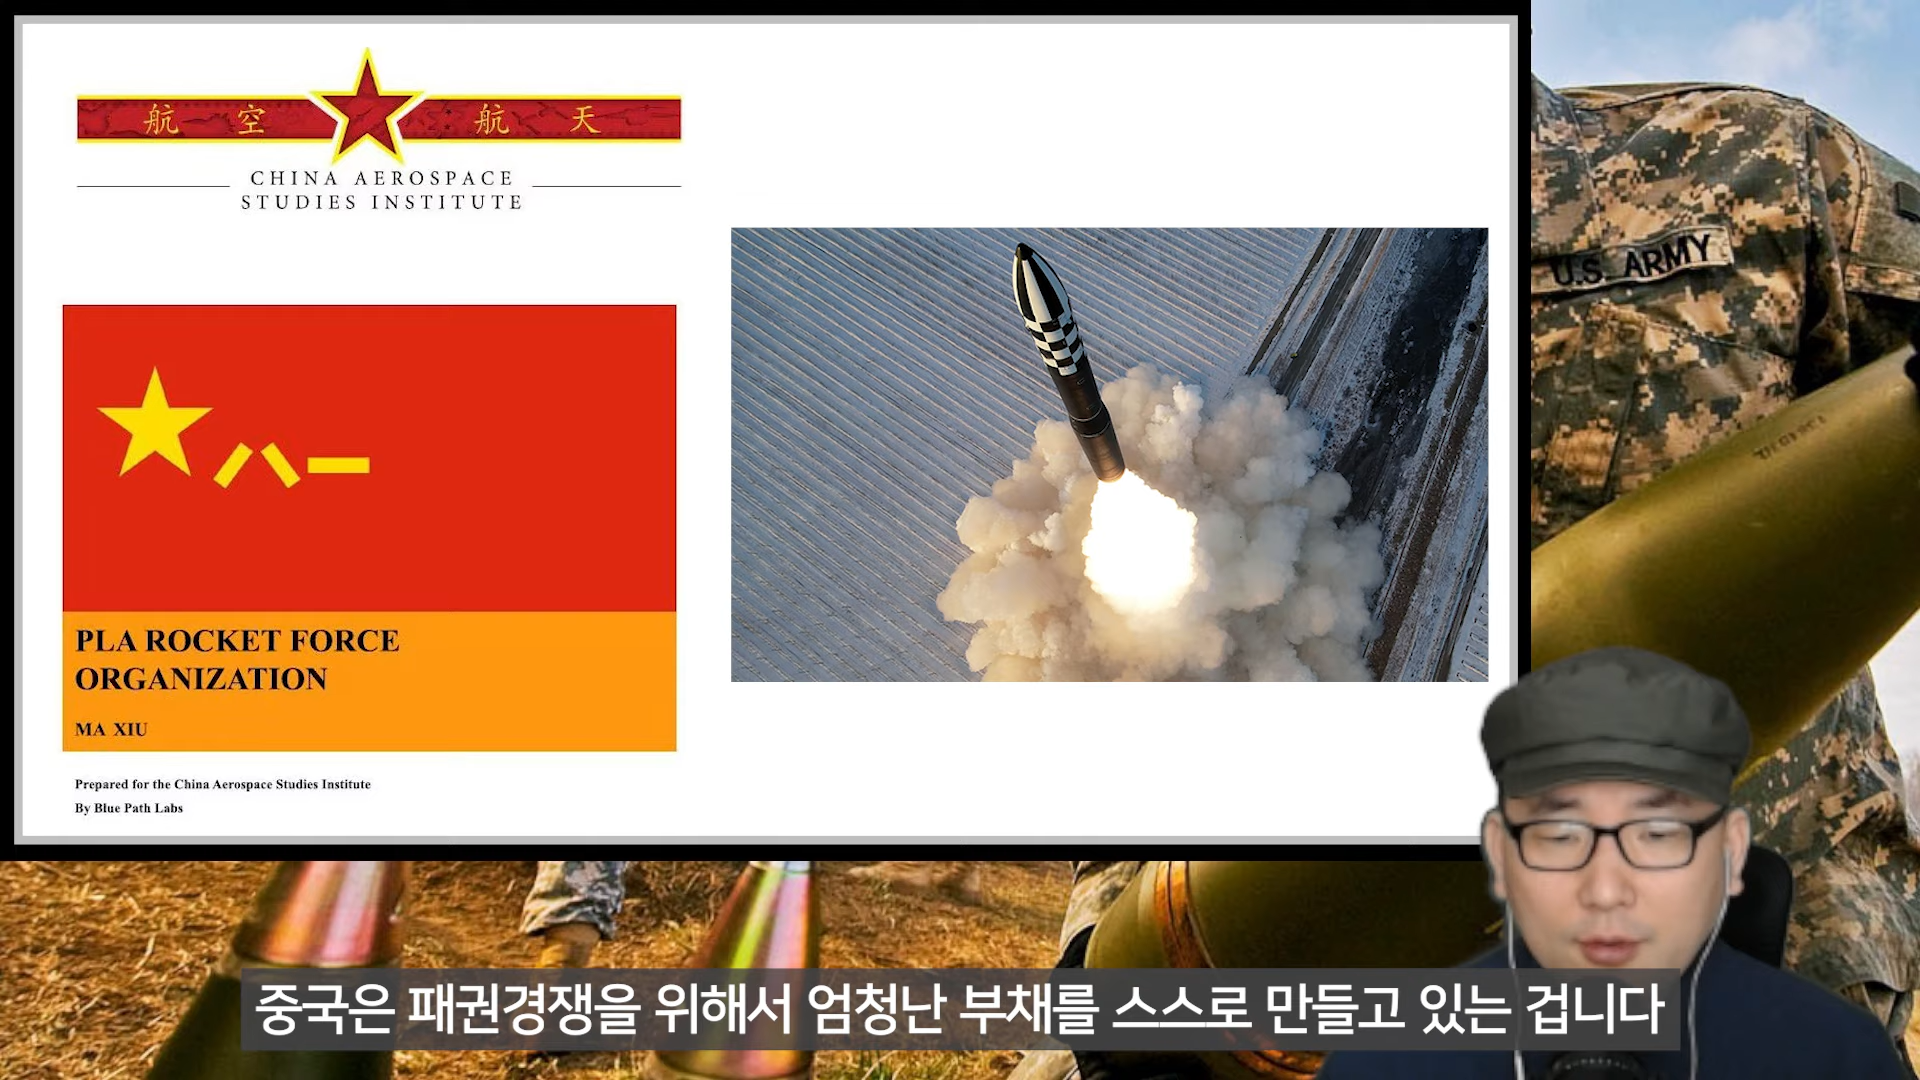 航 空 航 天
CHINA AEROSPACE
STUDIES INSTITUTE
八一
PLA ROCKET FORCE
ORGANIZATION
MA XIU
Prepared for the China Aerospace Studies Institute
By Blue Path Labs
U.S. ARMY
중국은 패권경쟁을 위해서 엄청난 부채를 스스로 만들고 있는 겁니다